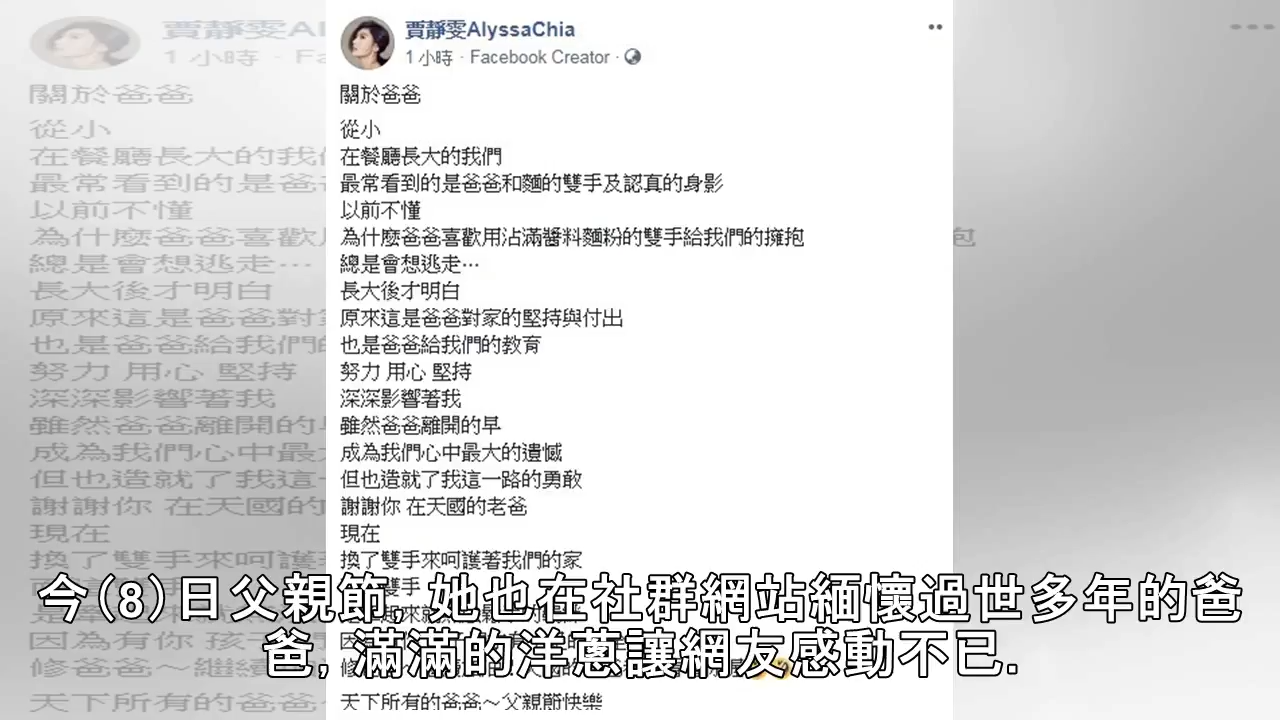 賈靜雯AlyssaChia
1 小時 · Facebook Creator ·
關於爸爸
從小
在餐廳長大的我們
最常看到的是爸爸和麵的雙手及認真的身影
以前不懂
為什麼爸爸喜歡用沾滿醬料麵粉的雙手給我們的擁抱
總是會想逃走⋯
長大後才明白
原來這是爸爸對家的堅持與付出
也是爸爸給我們的教育
努力 用心 堅持
深深影響著我
雖然爸爸離開的早
成為我們心中最大的遺憾
但也造就了我這一路的勇敢
謝謝你 在天國的老爸
現在
換了雙手來呵護著我們的家
今(8)日父親節, 她也在社群網站緬懷過世多年的爸
爸, 滿滿的洋蔥讓網友感動不已.
天下所有的爸爸～父親節快樂